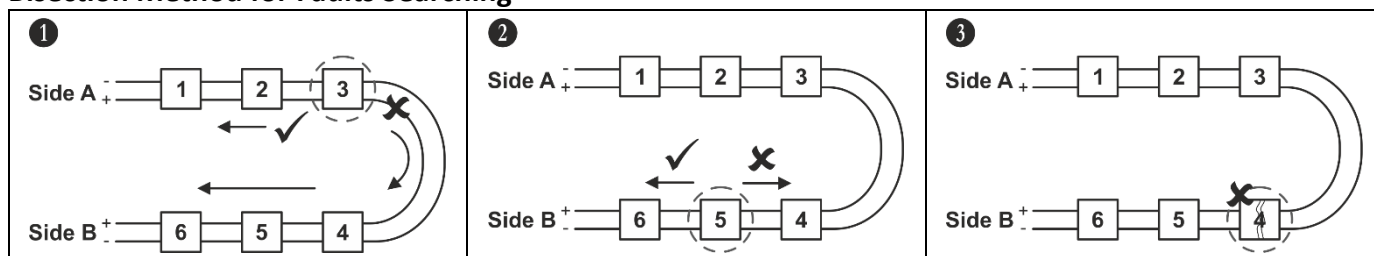 Bisection Method for Faults Searching
1
Side A - +
1 2 3
Side B + -
6 5 4
2
Side A - +
1 2 3
Side B + -
6 5 4
3
Side A - +
1 2 3
Side B + -
6 5 4